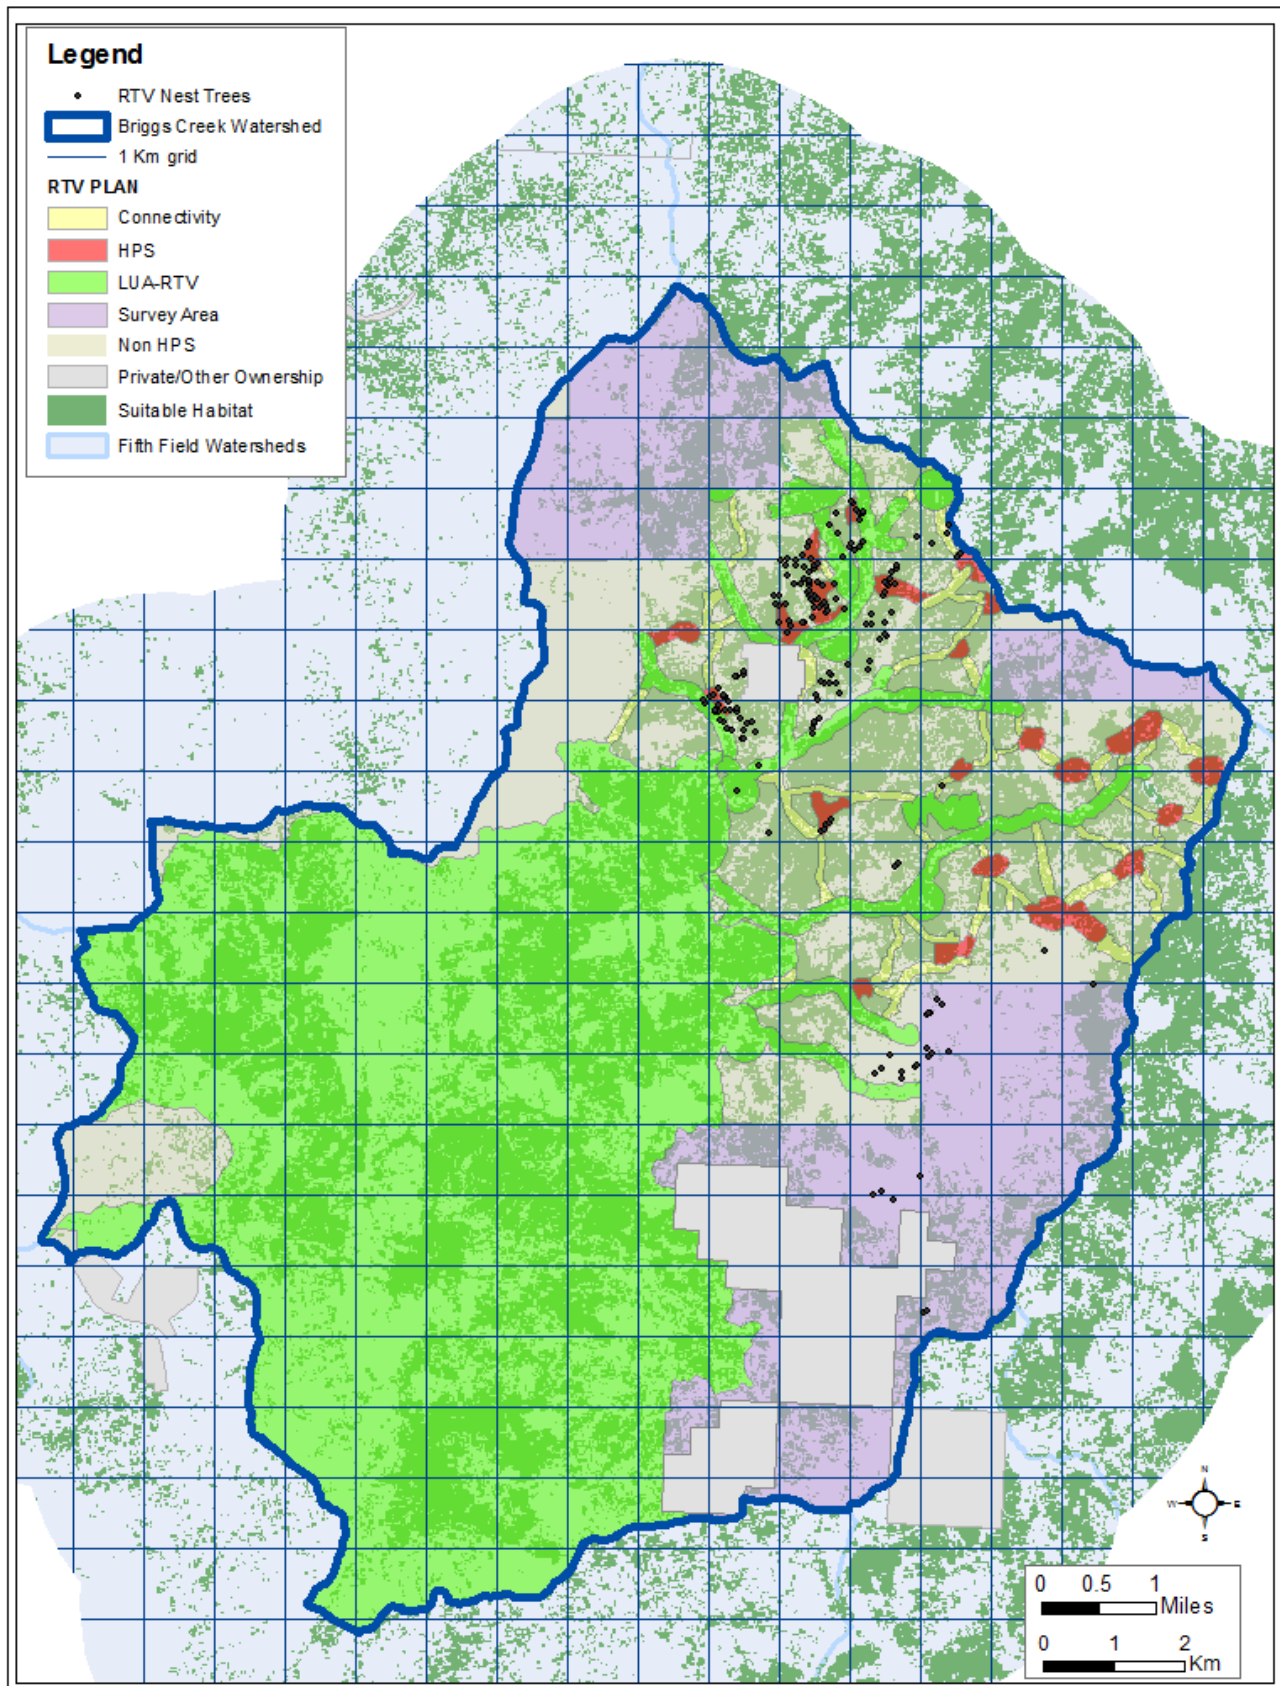 Legend
RTV Nest Trees
Briggs Creek Watershed
1 Km grid
RTV PLAN
Connectivity
HPS
LUA-RTV
Survey Area
Non HPS
Private/Other Ownership
Suitable Habitat
Fifth Field Watersheds
N
W E
S
0 0.5 1
Miles
0 1 2
Km